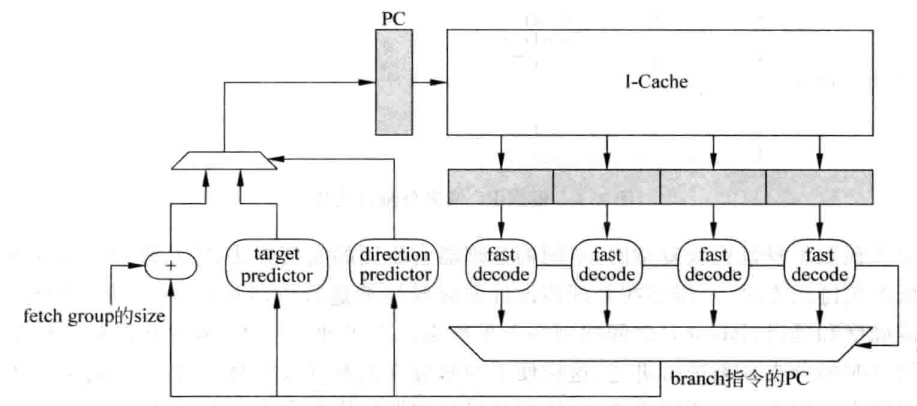 PC
I-Cache
target
predictor
direction
predictor
fast
decode
fast
decode
fast
decode
fast
decode
+
fetch group的size
branch指令的PC